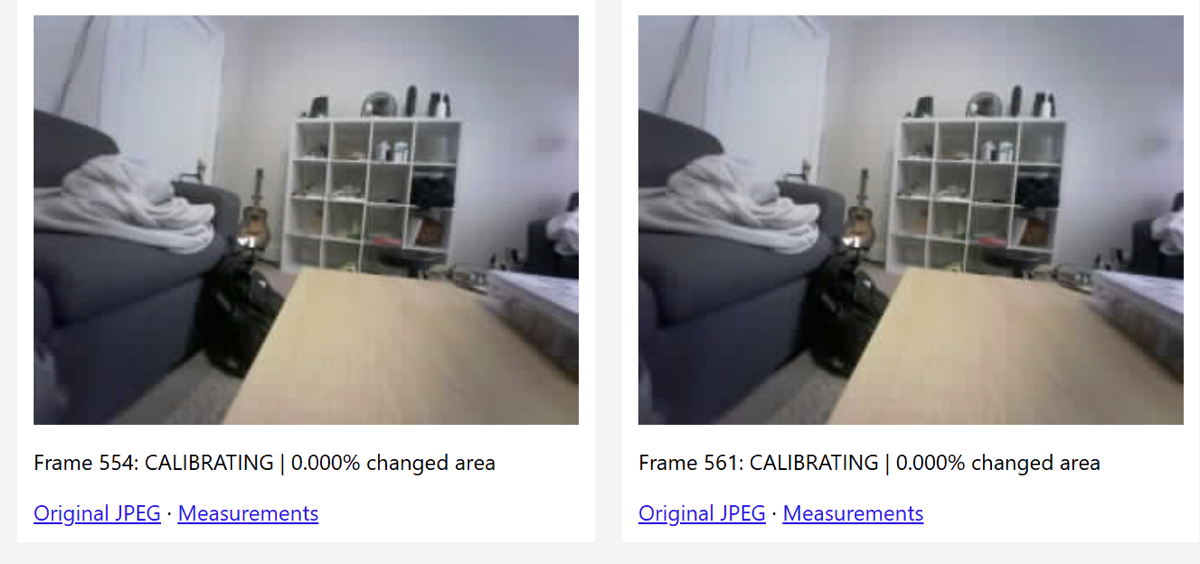 Frame 554: CALIBRATING | 0.000% changed area
Original JPEG · Measurements
Frame 561: CALIBRATING | 0.000% changed area
Original JPEG · Measurements